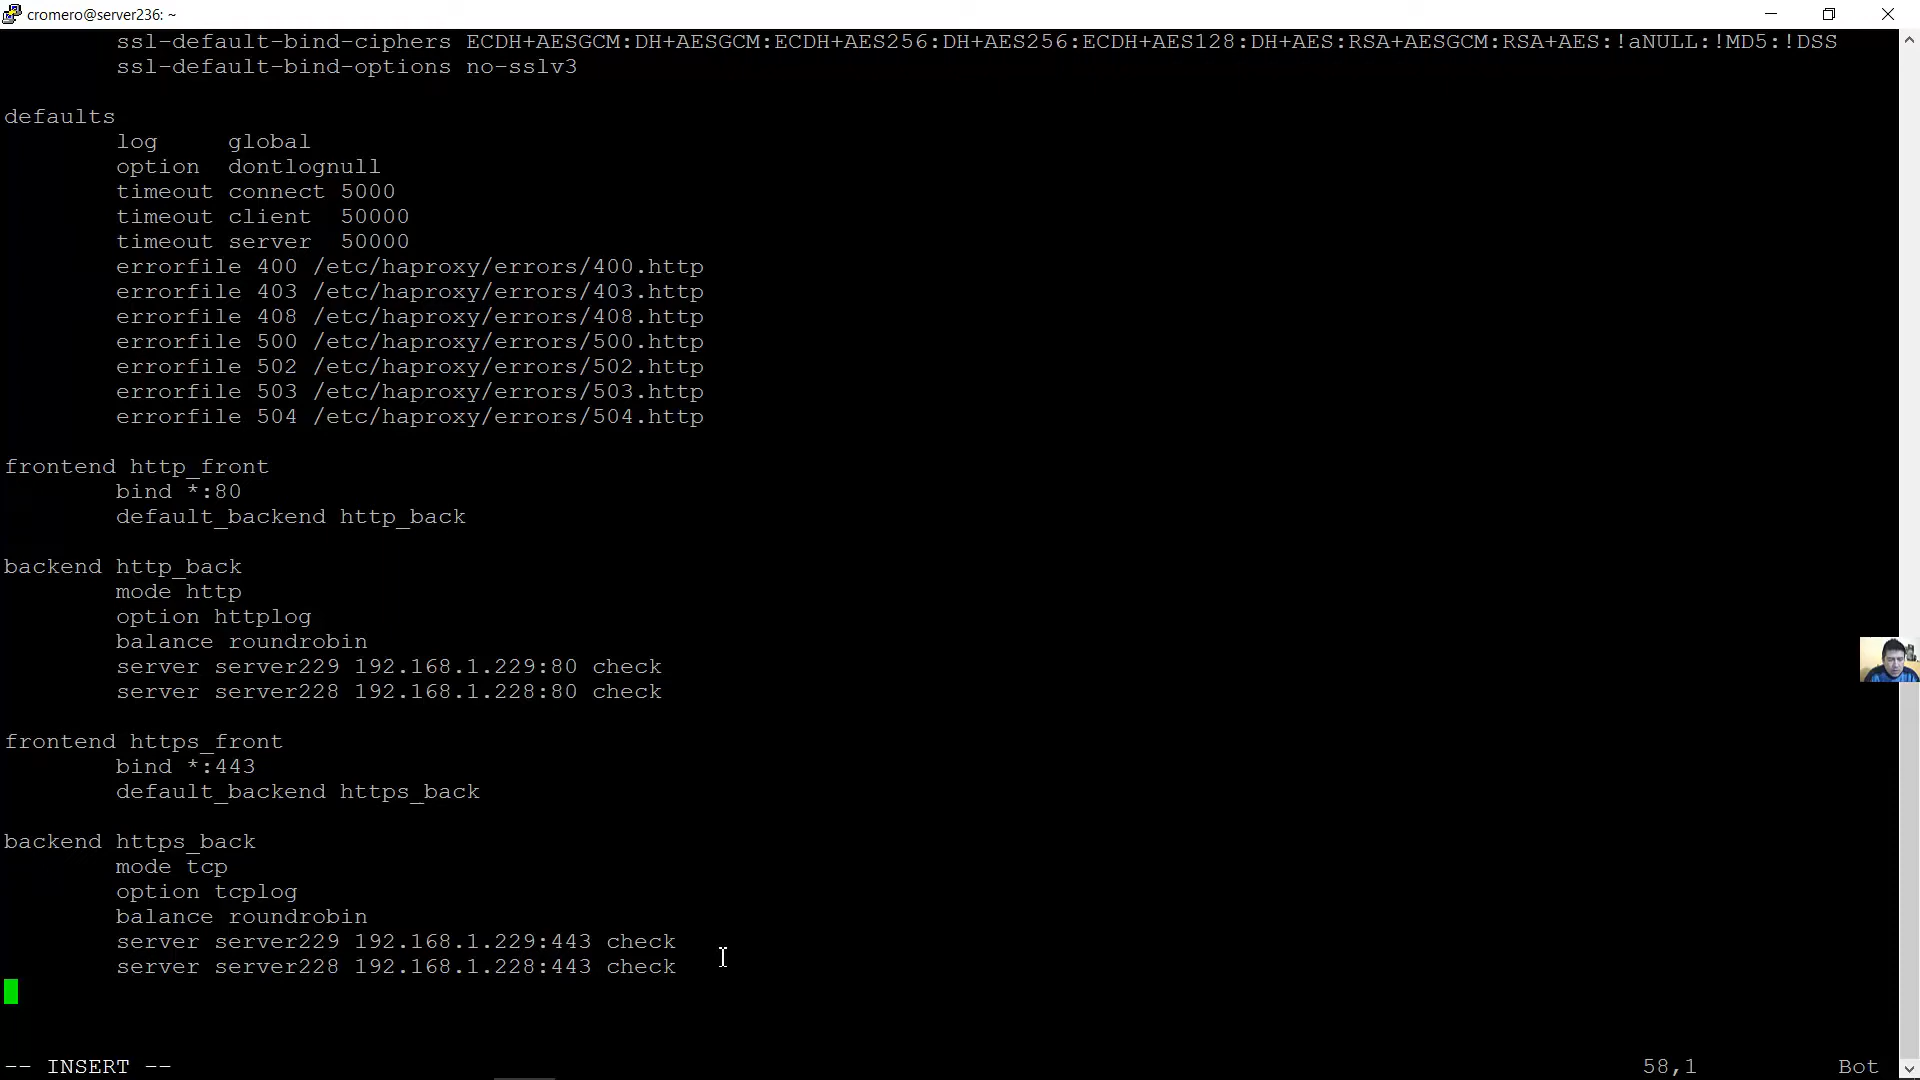 cromero@server236: ~
ssl-default-bind-ciphers ECDH+AESGCM:DH+AESGCM:ECDH+AES256:DH+AES256:ECDH+AES128:DH+AES:RSA+AESGCM:RSA+AES:!aNULL:!MD5:!DSS
ssl-default-bind-options no-sslv3
defaults
log     global
option  dontlognull
timeout connect 5000
timeout client  50000
timeout server  50000
errorfile 400 /etc/haproxy/errors/400.http
errorfile 403 /etc/haproxy/errors/403.http
errorfile 408 /etc/haproxy/errors/408.http
errorfile 500 /etc/haproxy/errors/500.http
errorfile 502 /etc/haproxy/errors/502.http
errorfile 503 /etc/haproxy/errors/503.http
errorfile 504 /etc/haproxy/errors/504.http
frontend http_front
bind *:80
default_backend http_back
backend http_back
mode http
option httplog
balance roundrobin
server server229 192.168.1.229:80 check
server server228 192.168.1.228:80 check
frontend https_front
bind *:443
default_backend https_back
backend https_back
mode tcp
option tcplog
balance roundrobin
server server229 192.168.1.229:443 check
server server228 192.168.1.228:443 check
-- INSERT -- 58,1 Bot